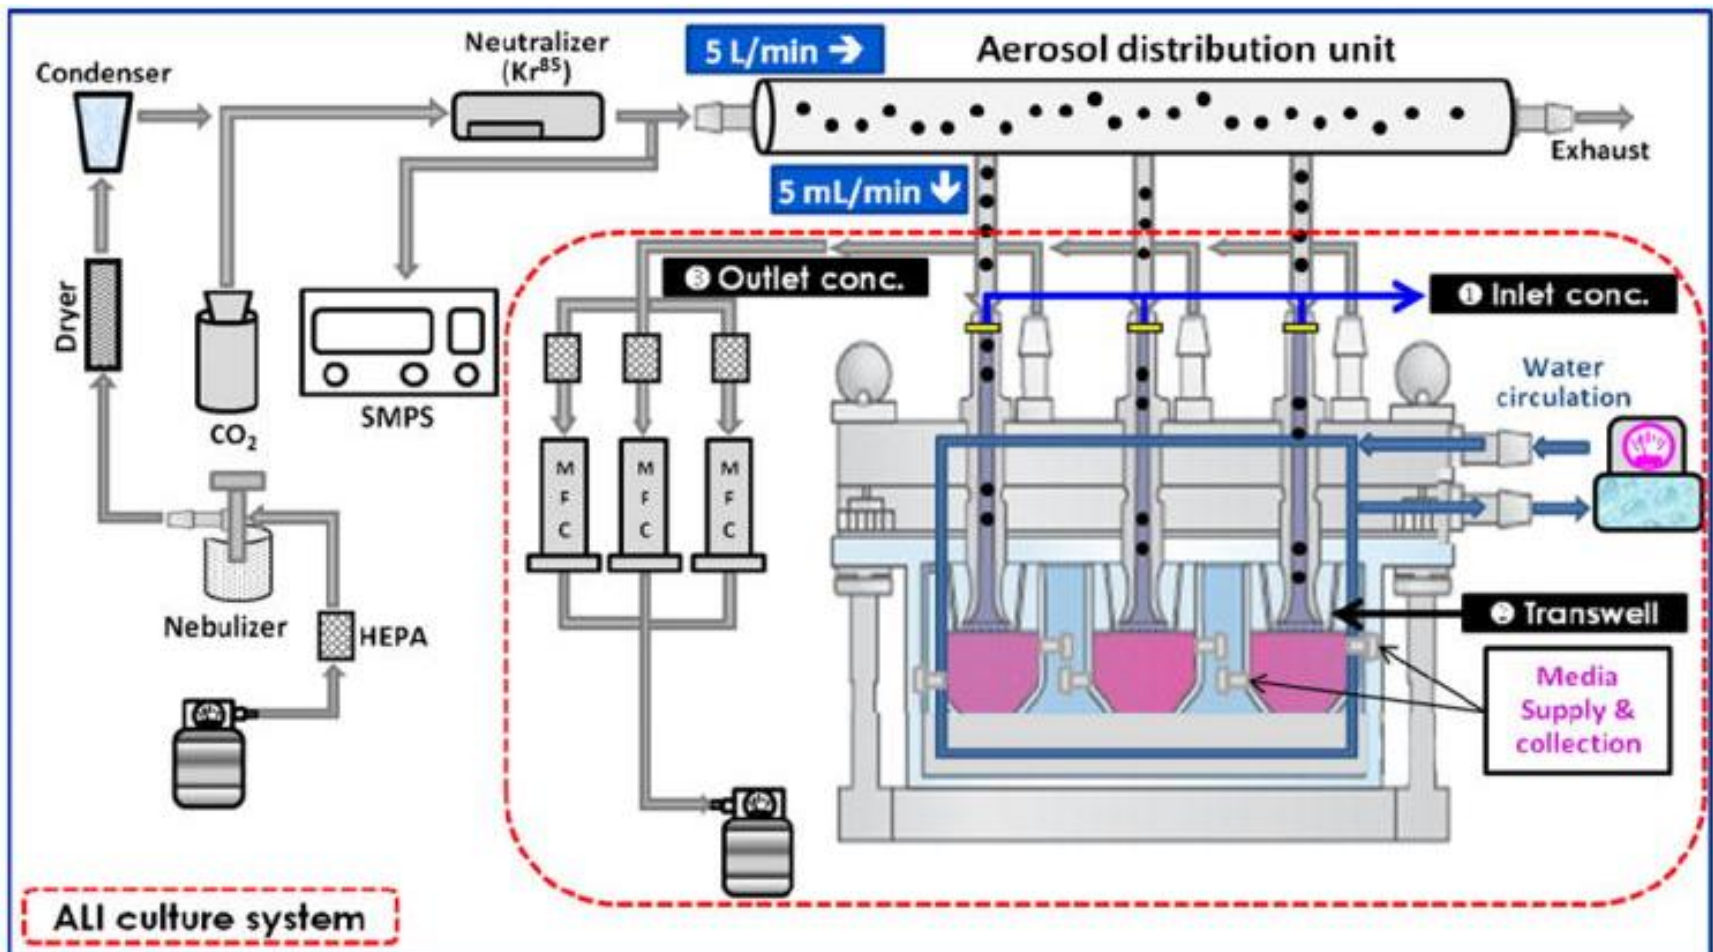 Condenser
Neutralizer
(Kr⁸⁵)
5 L/min ➔
Aerosol distribution unit
Exhaust
5 mL/min ⬇
❸ Outlet conc.
❶ Inlet conc.
Dryer
CO₂
SMPS
Water
circulation
M
F
C
M
F
C
M
F
C
Nebulizer
HEPA
❷ Transwell
Media
Supply &
collection
ALI culture system